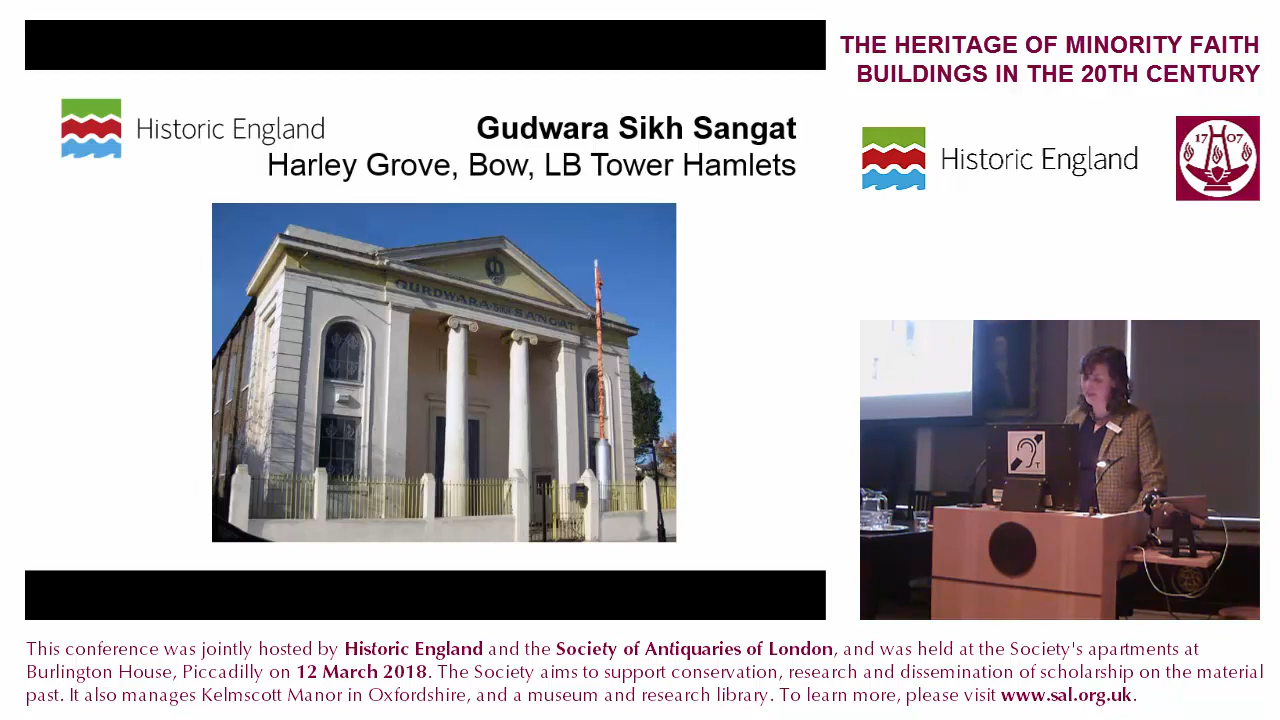 THE HERITAGE OF MINORITY FAITH
BUILDINGS IN THE 20TH CENTURY
Historic England
Gudwara Sikh Sangat
Harley Grove, Bow, LB Tower Hamlets
Historic England
17 07
GURDWARA SIKH SANGAT
T
This conference was jointly hosted by Historic England and the Society of Antiquaries of London, and was held at the Society's apartments at
Burlington House, Piccadilly on 12 March 2018. The Society aims to support conservation, research and dissemination of scholarship on the material
past. It also manages Kelmscott Manor in Oxfordshire, and a museum and research library. To learn more, please visit www.sal.org.uk.